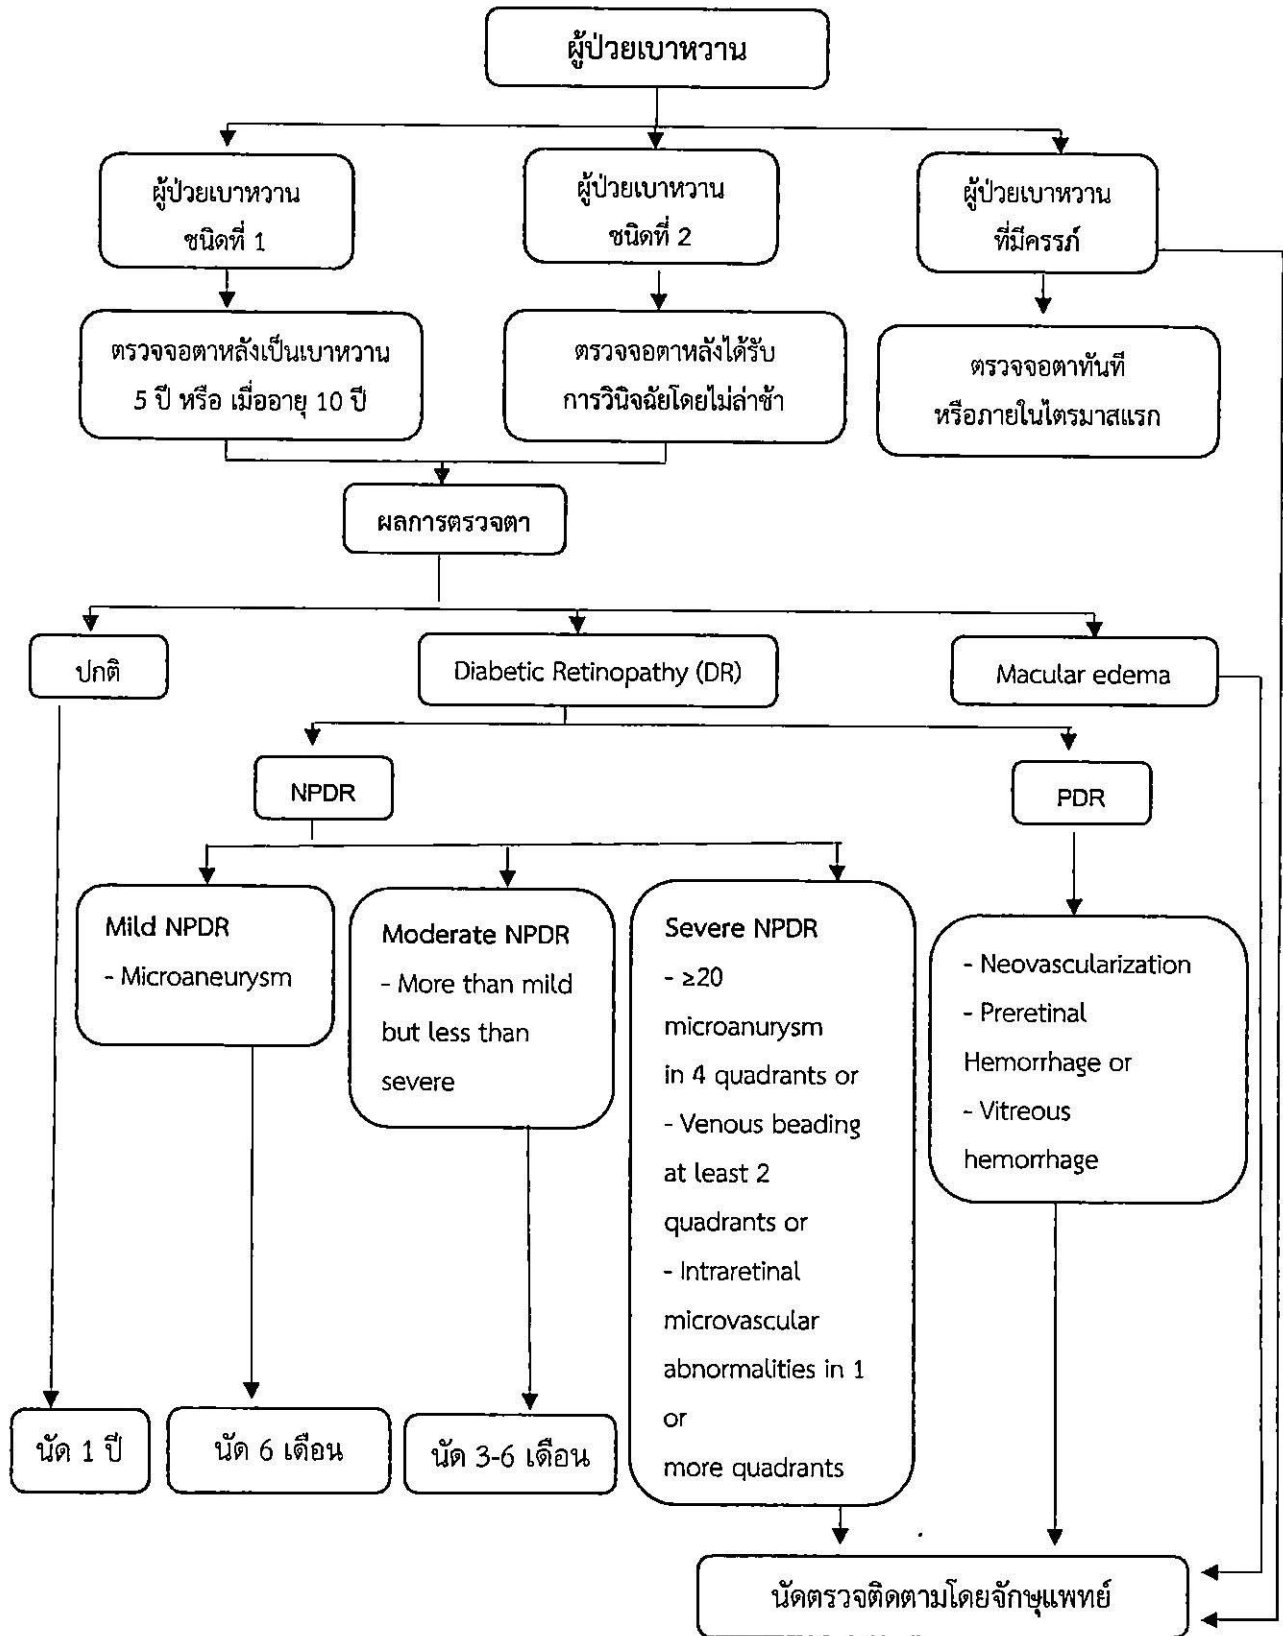 ผู้ป่วยเบาหวาน
ผู้ป่วยเบาหวาน
ชนิดที่ 1
ผู้ป่วยเบาหวาน
ชนิดที่ 2
ผู้ป่วยเบาหวาน
ที่มีครรภ์
ตรวจจอตาหลังเป็นเบาหวาน
5 ปี หรือ เมื่ออายุ 10 ปี
ตรวจจอตาหลังได้รับ
การวินิจฉัยโดยไม่ล่าช้า
ตรวจจอตาทันที
หรือภายในไตรมาสแรก
ผลการตรวจตา
ปกติ
Diabetic Retinopathy (DR)
Macular edema
NPDR
PDR
Mild NPDR
- Microaneurysm
Moderate NPDR
- More than mild
but less than
severe
Severe NPDR
- ≥20
microanurysm
in 4 quadrants or
- Venous beading
at least 2
quadrants or
- Intraretinal
microvascular
abnormalities in 1
or
more quadrants
- Neovascularization
- Preretinal
Hemorrhage or
- Vitreous
hemorrhage
นัด 1 ปี
นัด 6 เดือน
นัด 3-6 เดือน
นัดตรวจติดตามโดยจักษุแพทย์